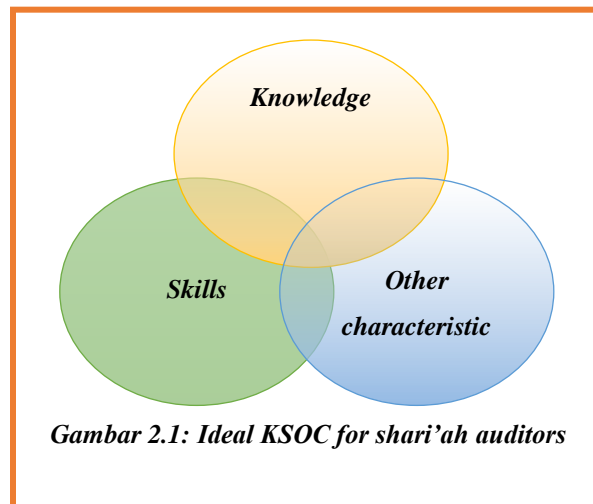 Knowledge
Skills
Other
characteristic
Gambar 2.1: Ideal KSOC for shari’ah auditors